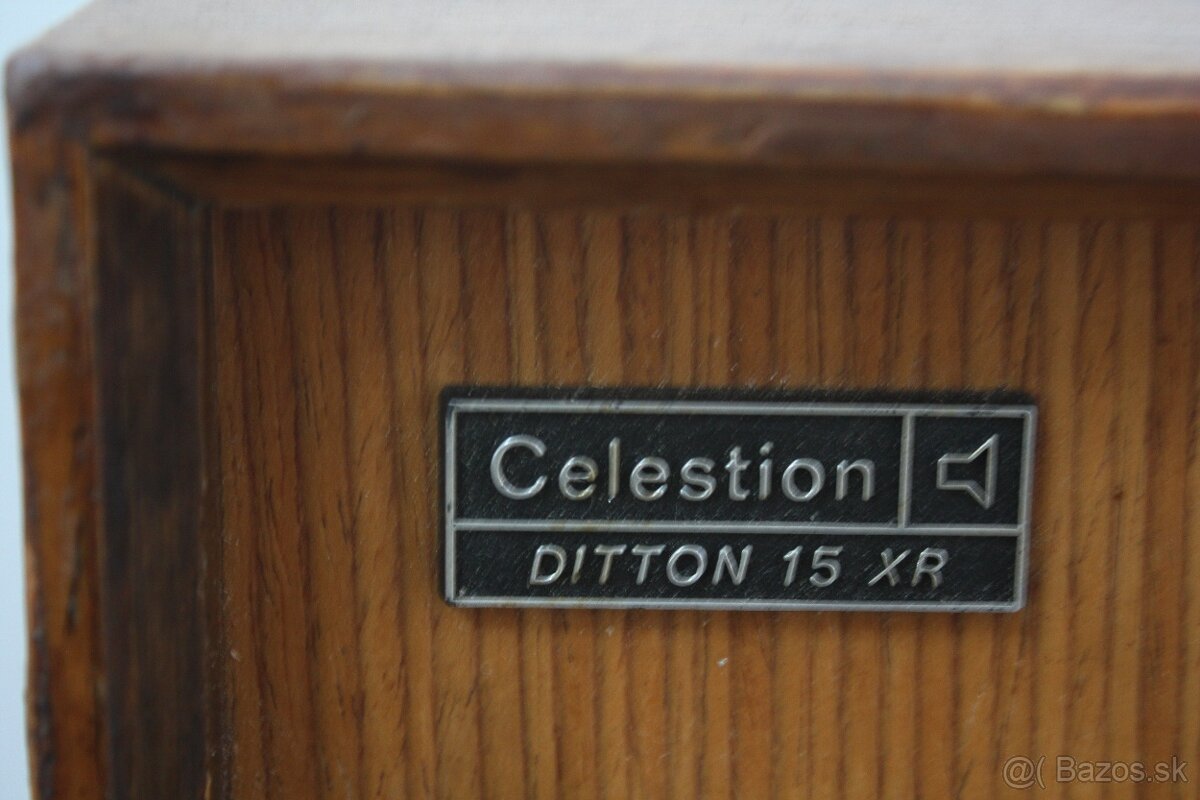 Celestion
DITTON 15 XR
@( Bazos.sk